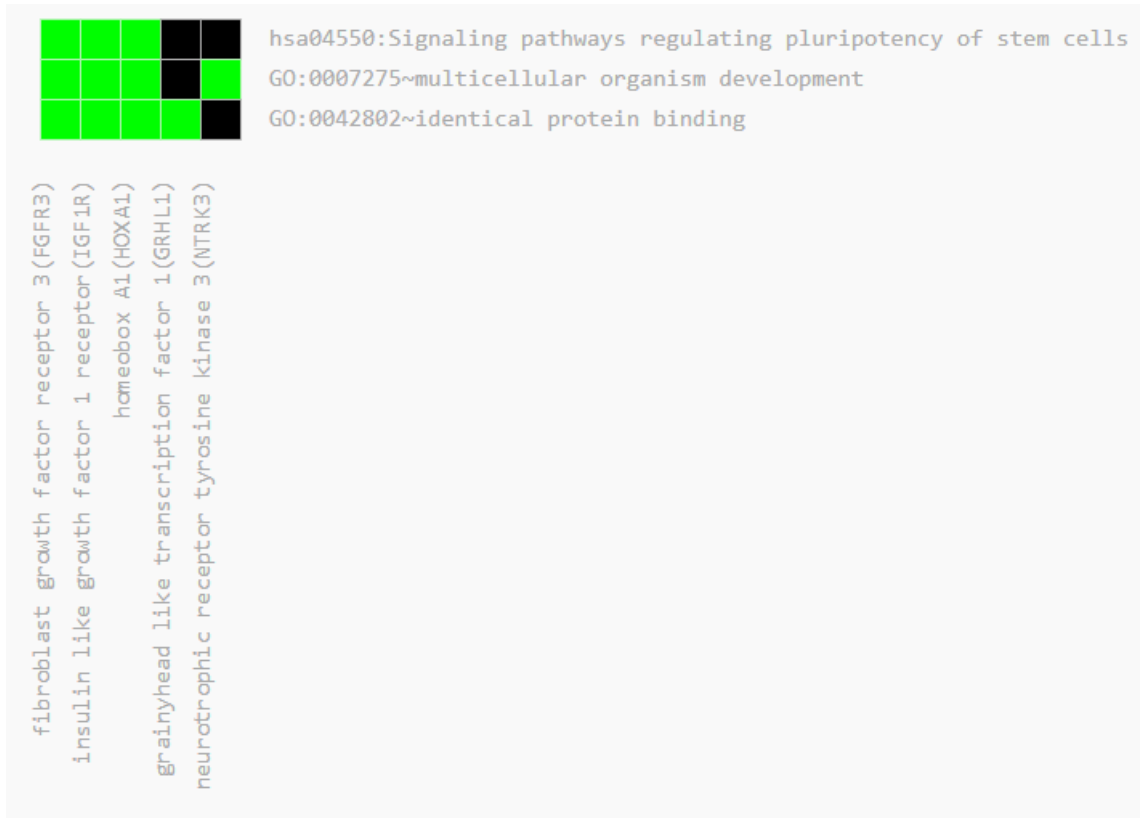 hsa04550:Signaling pathways regulating pluripotency of stem cells
GO:0007275~multicellular organism development
GO:0042802~identical protein binding
fibroblast growth factor receptor 3(FGFR3)
insulin like growth factor 1 receptor(IGF1R)
homeobox A1(HOXA1)
grainyhead like transcription factor 1(GRHL1)
neurotrophic receptor tyrosine kinase 3(NTRK3)